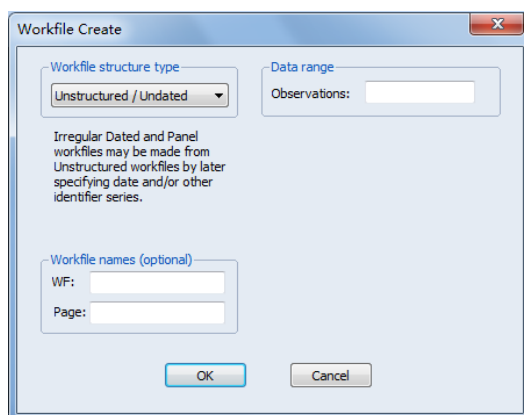 Workfile Create
Workfile structure type
Unstructured / Undated
Irregular Dated and Panel
workfiles may be made from
Unstructured workfiles by later
specifying date and/or other
identifier series.
Data range
Observations:
Workfile names (optional)
WF:
Page:
OK
Cancel